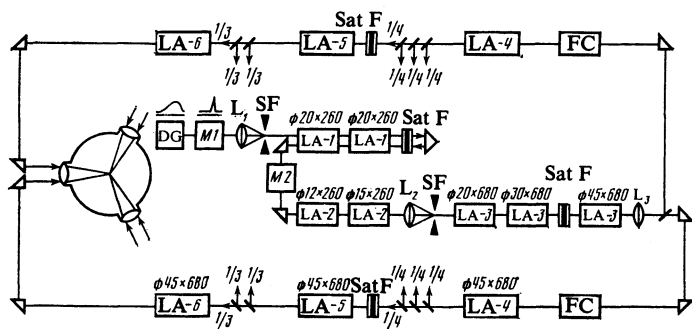 Sat F
LA-6 1/3 LA-5 1/4 LA-4 FC
1/3 1/3 1/4 1/4 1/4
SF
L₁ φ20×260 φ20×260 Sat F
DG M1 LA-1 LA-1
M2
SF Sat F
φ12×260 φ15×260 L₂ φ20×680 φ30×680 φ45×680 L₃
LA-2 LA-2 LA-3 LA-3 LA-3
φ45×680 1/3 1/3 φ45×680 Sat F 1/4 1/4 1/4 φ45×680
LA-6 1/3 LA-5 1/4 LA-4 FC